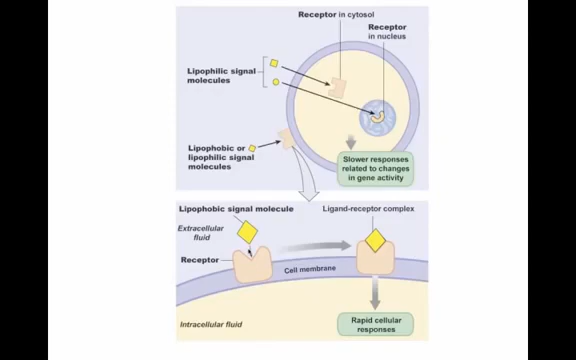 Receptor in cytosol
Receptor
in nucleus
Lipophilic signal
molecules
Lipophobic or
lipophilic signal
molecules
Slower responses
related to changes
in gene activity
Lipophobic signal molecule
Ligand-receptor complex
Extracellular
fluid
Receptor
Cell membrane
Intracellular fluid
Rapid cellular
responses